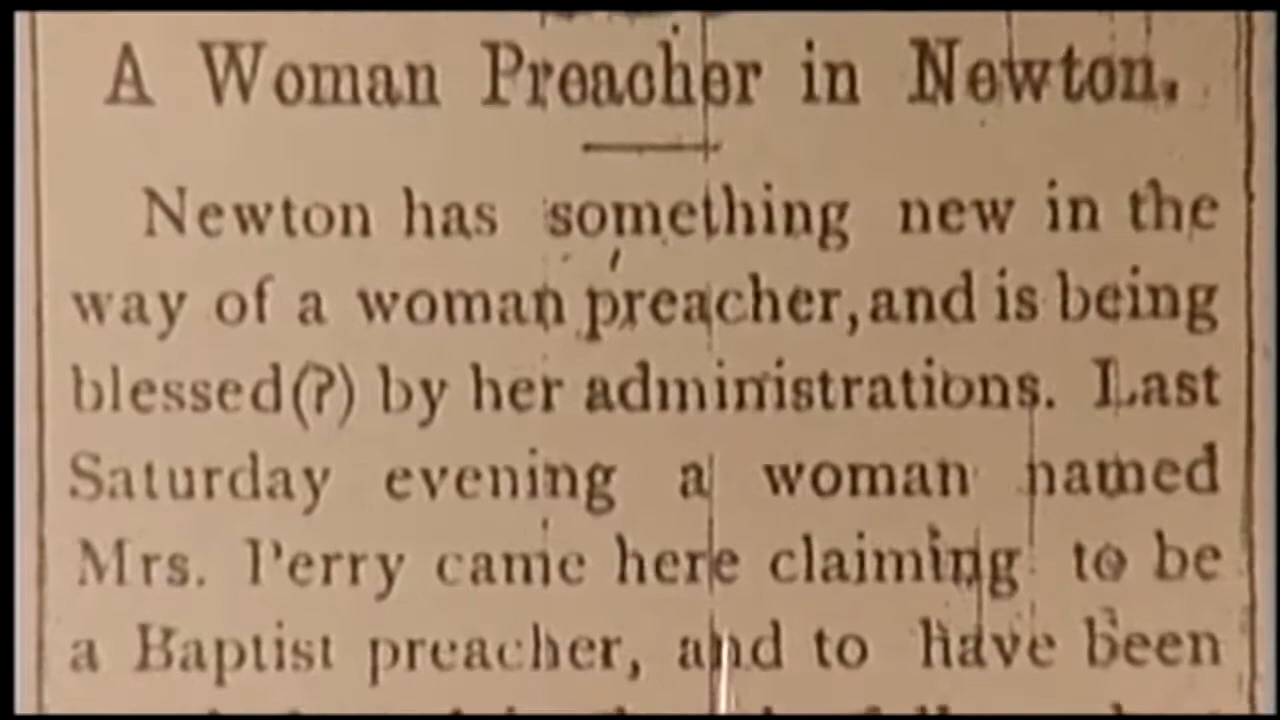 A Woman Preacher in Newton.
Newton has something new in the
way of a woman preacher, and is being
blessed(?) by her administrations. Last
Saturday evening a woman named
Mrs. Perry came here claiming to be
a Baptist preacher, and to have been